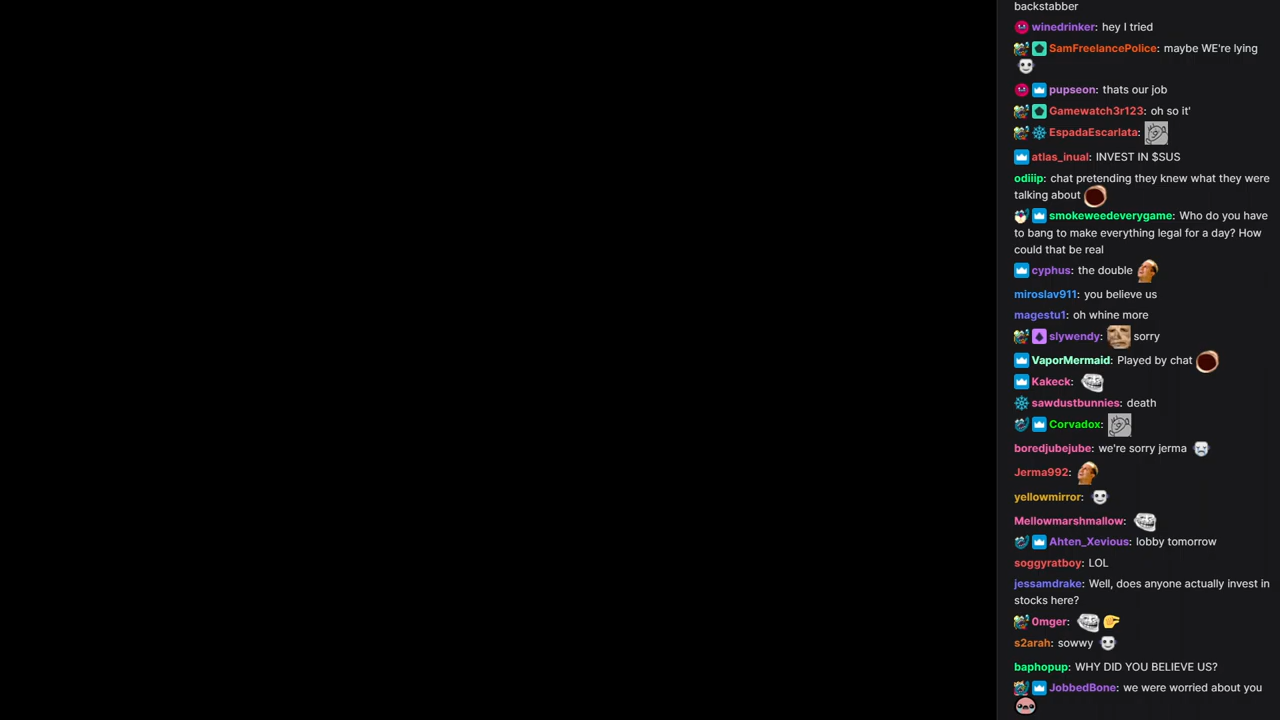 backstabber
winedrinker: hey I tried
SamFreelancePolice: maybe WE're lying
pupseon: thats our job
Gamewatch3r123: oh so it'
EspadaEscarlata:
atlas_inual: INVEST IN $SUS
odiiip: chat pretending they knew what they were
talking about
smokeweedeverygame: Who do you have
to bang to make everything legal for a day? How
could that be real
cyphus: the double
miroslav911: you believe us
magestu1: oh whine more
slywendy: sorry
VaporMermaid: Played by chat
Kakeck:
sawdustbunnies: death
Corvadox:
boredjubejube: we're sorry jerma
Jerma992:
yellowmirror:
Mellowmarshmallow:
Ahten_Xevious: lobby tomorrow
soggyratboy: LOL
jessamdrake: Well, does anyone actually invest in
stocks here?
0mger:
s2arah: sowwy
baphopup: WHY DID YOU BELIEVE US?
JobbedBone: we were worried about you